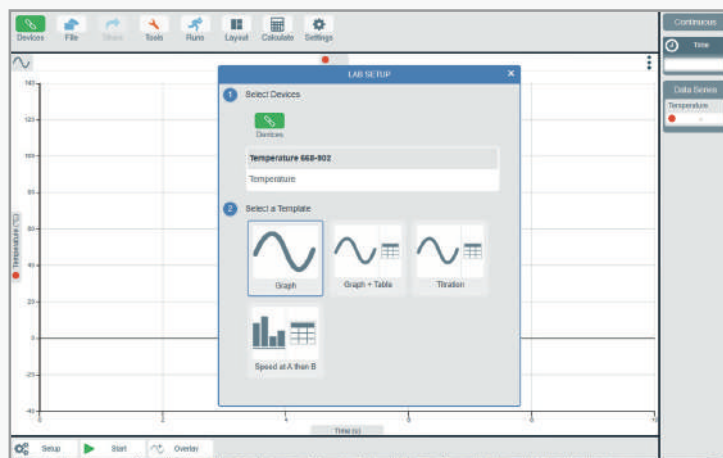 Devices File Share Tools Runs Layout Calculate Settings
Continuous
Time
Data Series
Temperature
LAB SETUP ×
1 Select Devices
Devices
Temperature 668-902
Temperature
2 Select a Template
Graph
Graph + Table
Titration
Speed at A then B
Temperature (°C)
140
120
100
80
60
40
20
0
-20
-40
0 2 4 6 8 10
Time (s)
Setup Start Overlay